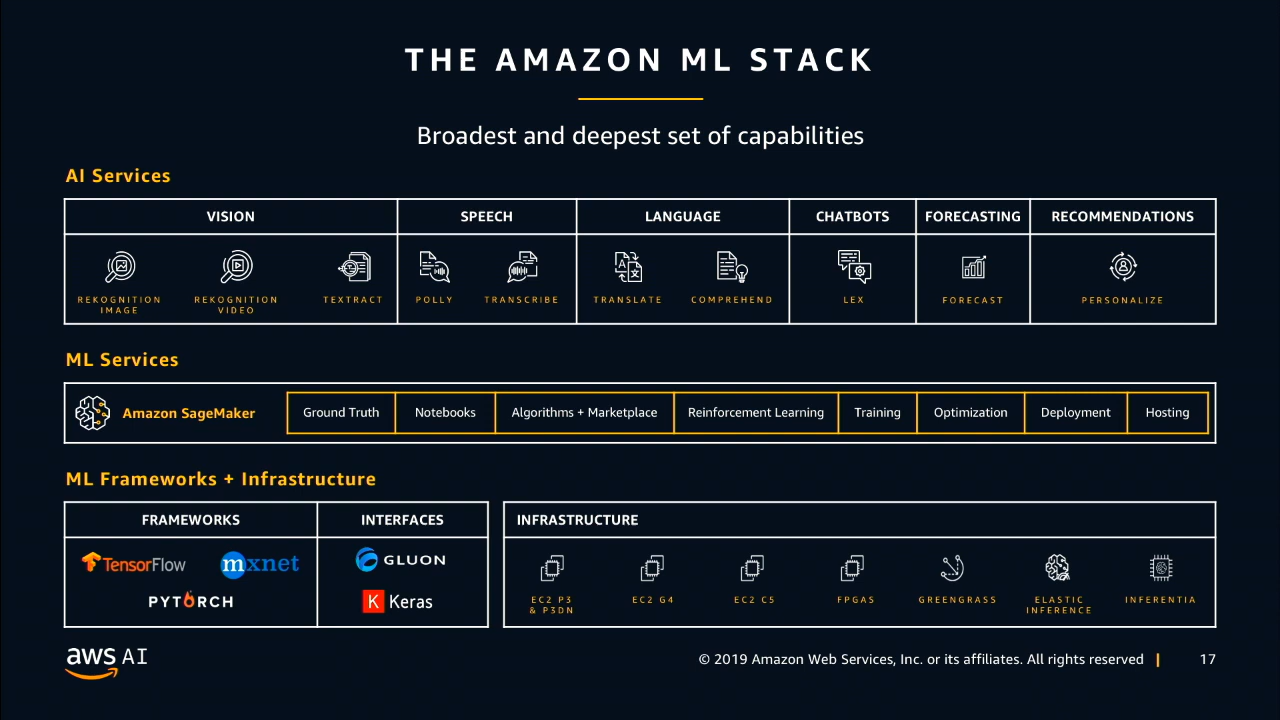 THE AMAZON ML STACK
Broadest and deepest set of capabilities
AI Services
VISION
SPEECH
LANGUAGE
CHATBOTS
FORECASTING
RECOMMENDATIONS
REKOGNITION
IMAGE
REKOGNITION
VIDEO
TEXTRACT
POLLY
TRANSCRIBE
TRANSLATE
COMPREHEND
LEX
FORECAST
PERSONALIZE
ML Services
Amazon SageMaker
Ground Truth
Notebooks
Algorithms + Marketplace
Reinforcement Learning
Training
Optimization
Deployment
Hosting
ML Frameworks + Infrastructure
FRAMEWORKS
INTERFACES
INFRASTRUCTURE
TensorFlow
mxnet
PYTORCH
GLUON
K Keras
EC2 P3
& P3DN
EC2 G4
EC2 C5
FPGAS
GREENGRASS
ELASTIC
INFERENCE
INFERENTIA
aws AI
© 2019 Amazon Web Services, Inc. or its affiliates. All rights reserved |
17